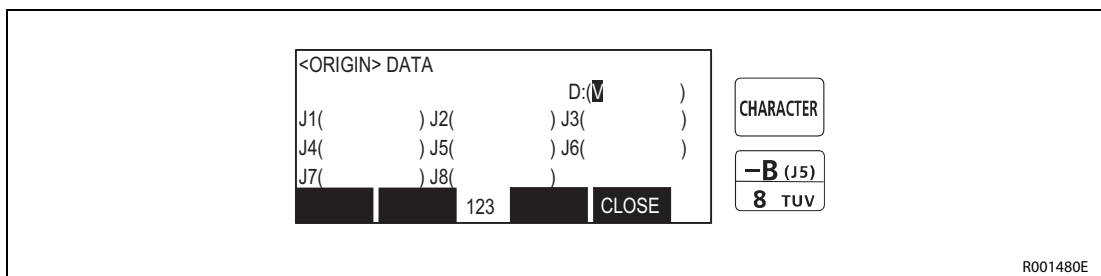 <ORIGIN> DATA
D:(V )
J1( ) J2( ) J3( )
J4( ) J5( ) J6( )
J7( ) J8( )
123 CLOSE
CHARACTER
−B (J5)
8 TUV
R001480E